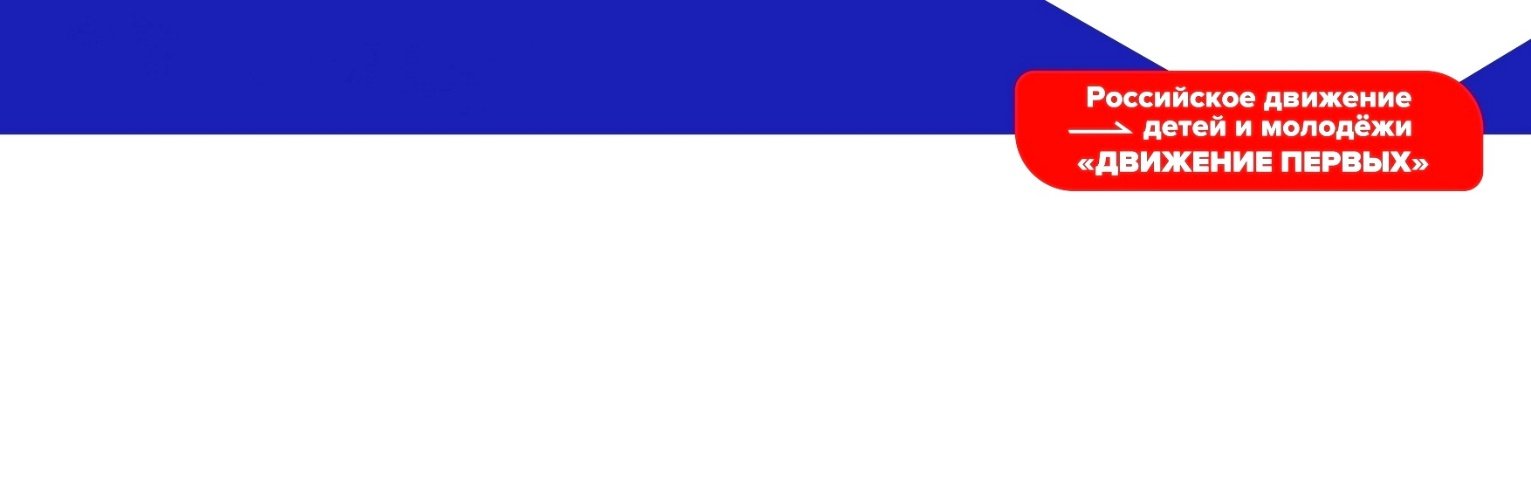 Российское движение
детей и молодёжи
«ДВИЖЕНИЕ ПЕРВЫХ»